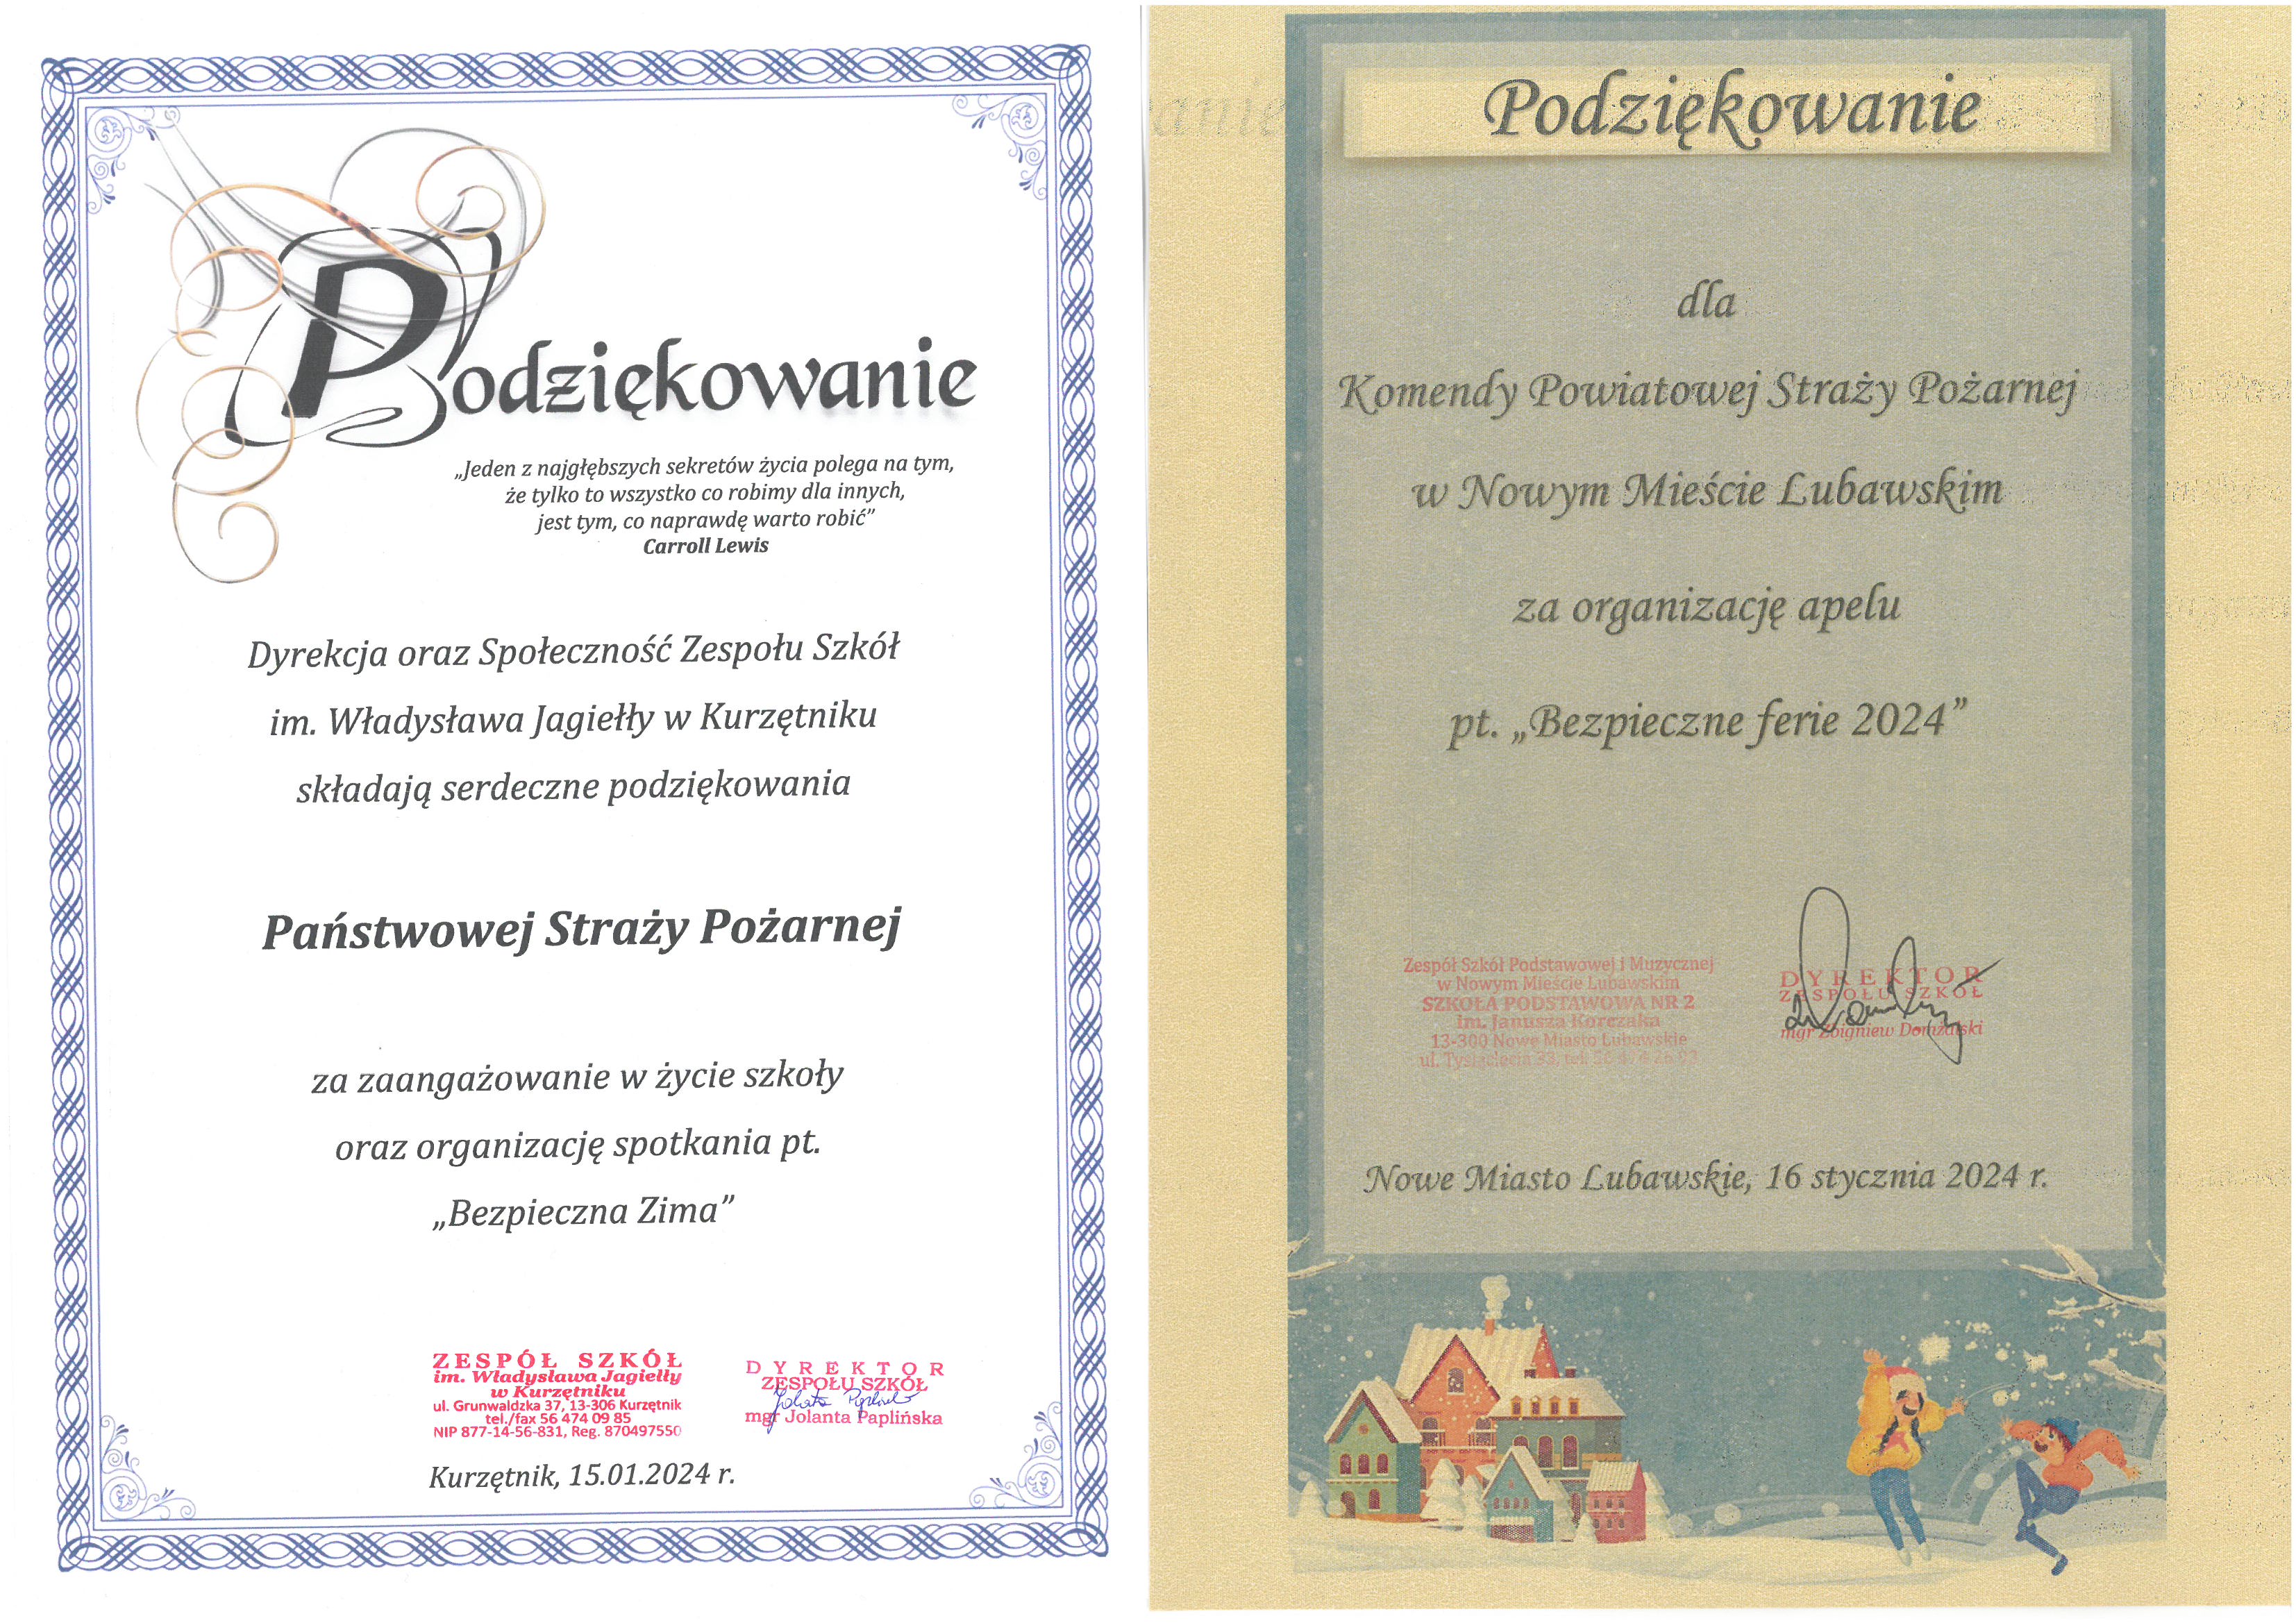 Podziękowanie
„Jeden z najgłębszych sekretów życia polega na tym,
że tylko to wszystko co robimy dla innych,
jest tym, co naprawdę warto robić”
Carroll Lewis
Dyrekcja oraz Społeczność Zespołu Szkół
im. Władysława Jagiełły w Kurzętniku
składają serdeczne podziękowania
Państwowej Straży Pożarnej
za zaangażowanie w życie szkoły
oraz organizację spotkania pt.
„Bezpieczna Zima”
ZESPÓŁ SZKÓŁ
im. Władysława Jagiełły
w Kurzętniku
ul. Grunwaldzka 37, 13-306 Kurzętnik
tel./fax 56 474 09 85
NIP 877-14-56-831, Reg. 870497550
DYREKTOR
ZESPOŁU SZKÓŁ
mgr Jolanta Paplińska
Kurzętnik, 15.01.2024 r.
Podziękowanie
dla
Komendy Powiatowej Straży Pożarnej
w Nowym Mieście Lubawskim
za organizację apelu
pt. „Bezpieczne ferie 2024”
Zespół Szkół Podstawowej i Muzycznej
w Nowym Mieście Lubawskim
SZKOŁA PODSTAWOWA NR 2
im. Janusza Korczaka
13-300 Nowe Miasto Lubawskie
ul. Tysiąclecia
DYREKTOR
ZESPOŁU SZKÓŁ
mgr Zbigniew Domżalski
Nowe Miasto Lubawskie, 16 stycznia 2024 r.